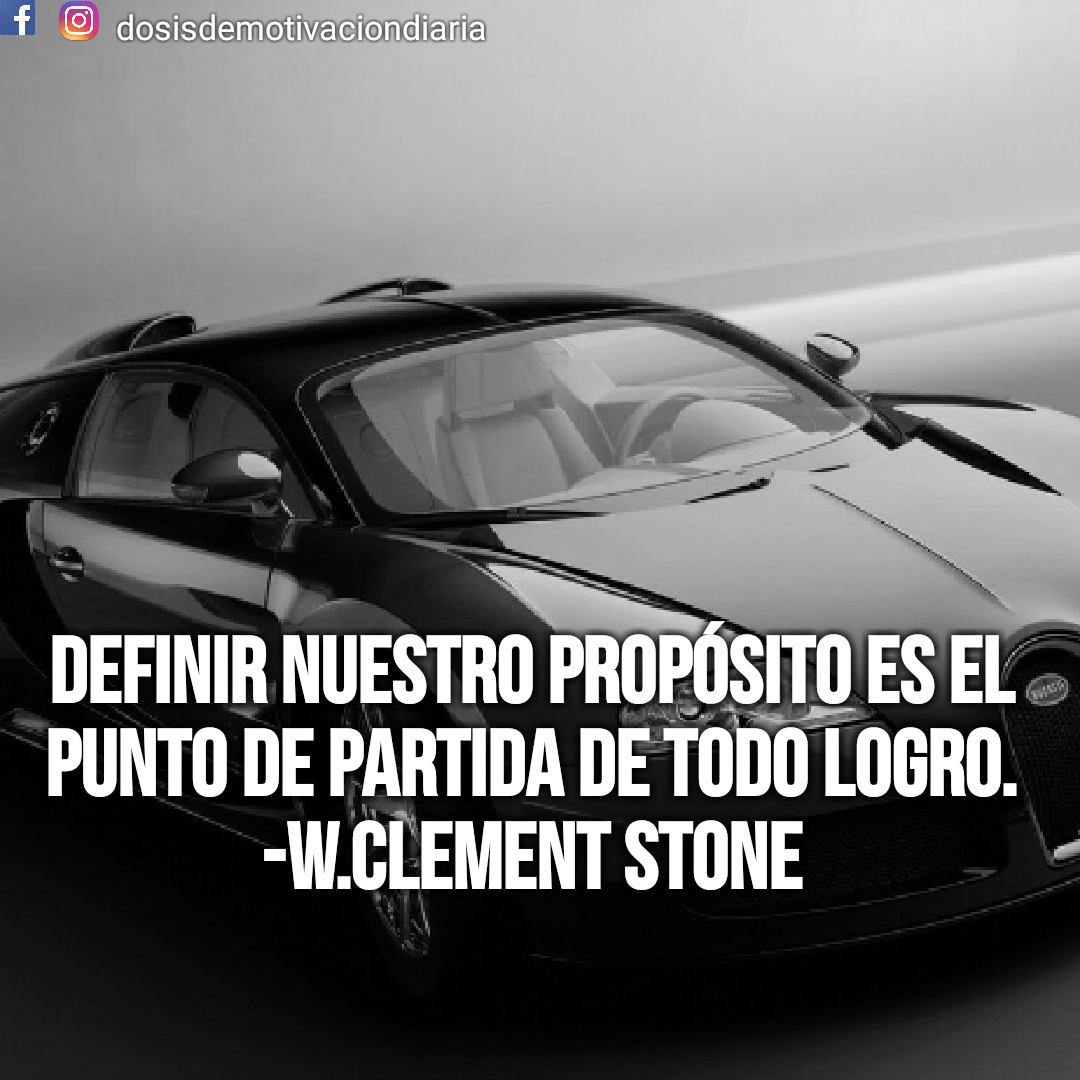 dosisdemotivaciondiaria
DEFINIR NUESTRO PROPÓSITO ES EL
PUNTO DE PARTIDA DE TODO LOGRO.
-W.CLEMENT STONE